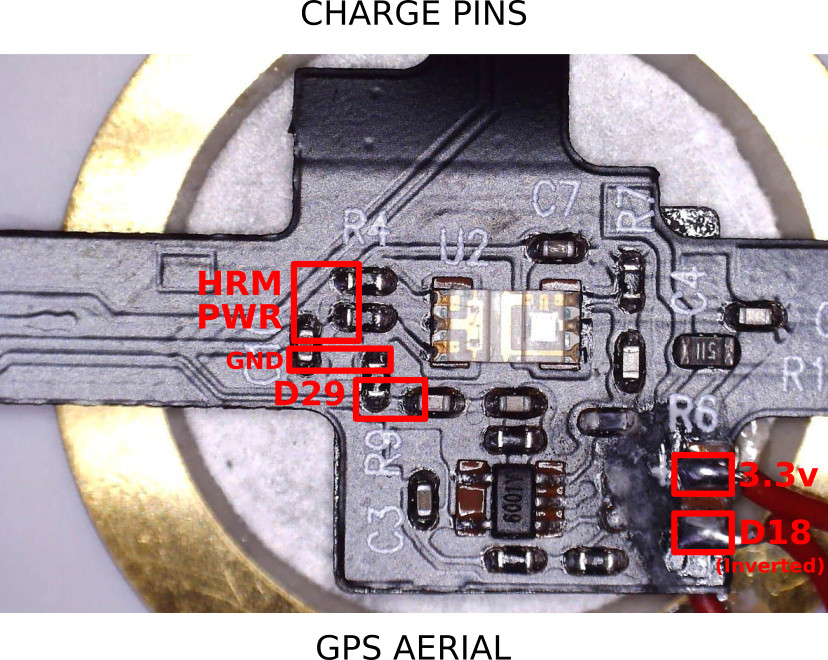 CHARGE PINS
C7
R7
R4
U2
HRM
PWR
C4
GND
115
R1
D29
R6
R9
3.3v
C3
D18
(Inverted)
GPS AERIAL